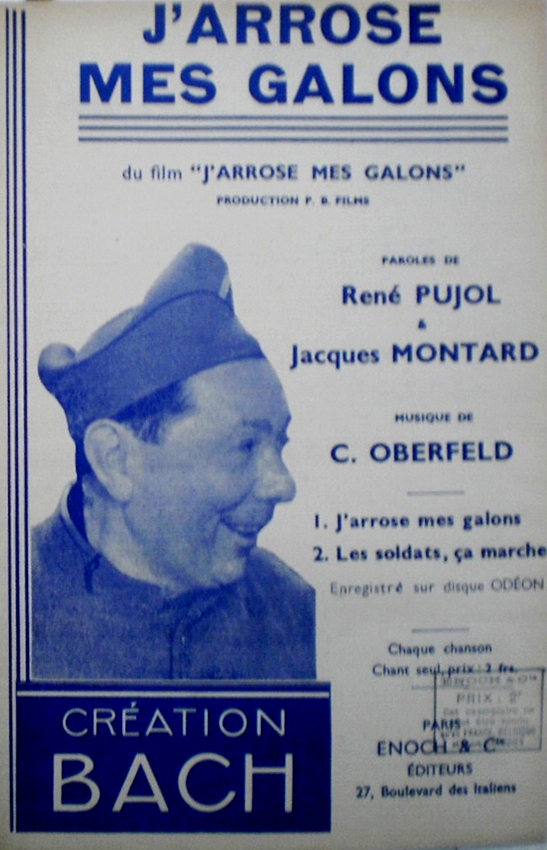 J'ARROSE
MES GALONS
du film "J'ARROSE MES GALONS"
PRODUCTION P. B. FILMS
PAROLES DE
René PUJOL
&
Jacques MONTARD
MUSIQUE DE
C. OBERFELD
1. J'arrose mes galons
2. Les soldats, ça marche
Enregistré sur disque ODÉON
Chaque chanson
Chant seul, prix : 2 frs.
ENOCH & Cie
PRIX : 2f
PARIS
ENOCH & Cie
ÉDITEURS
27, Boulevard des Italiens
CRÉATION
BACH